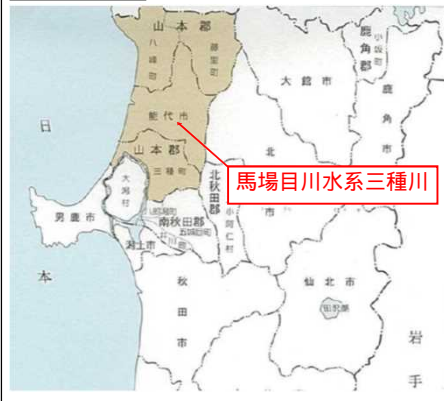 山本郡
八峰町
藤里町
鹿角郡
小坂町
大館市
鹿角市
能代市
日本
山本郡
三種町
北秋田郡
北
市
大潟村
馬場目川水系三種川
男鹿市
八郎潟町
南秋田郡
五城目町
井川町
小阿仁村
潟上市
秋田市
仙北市
田沢湖
岩手